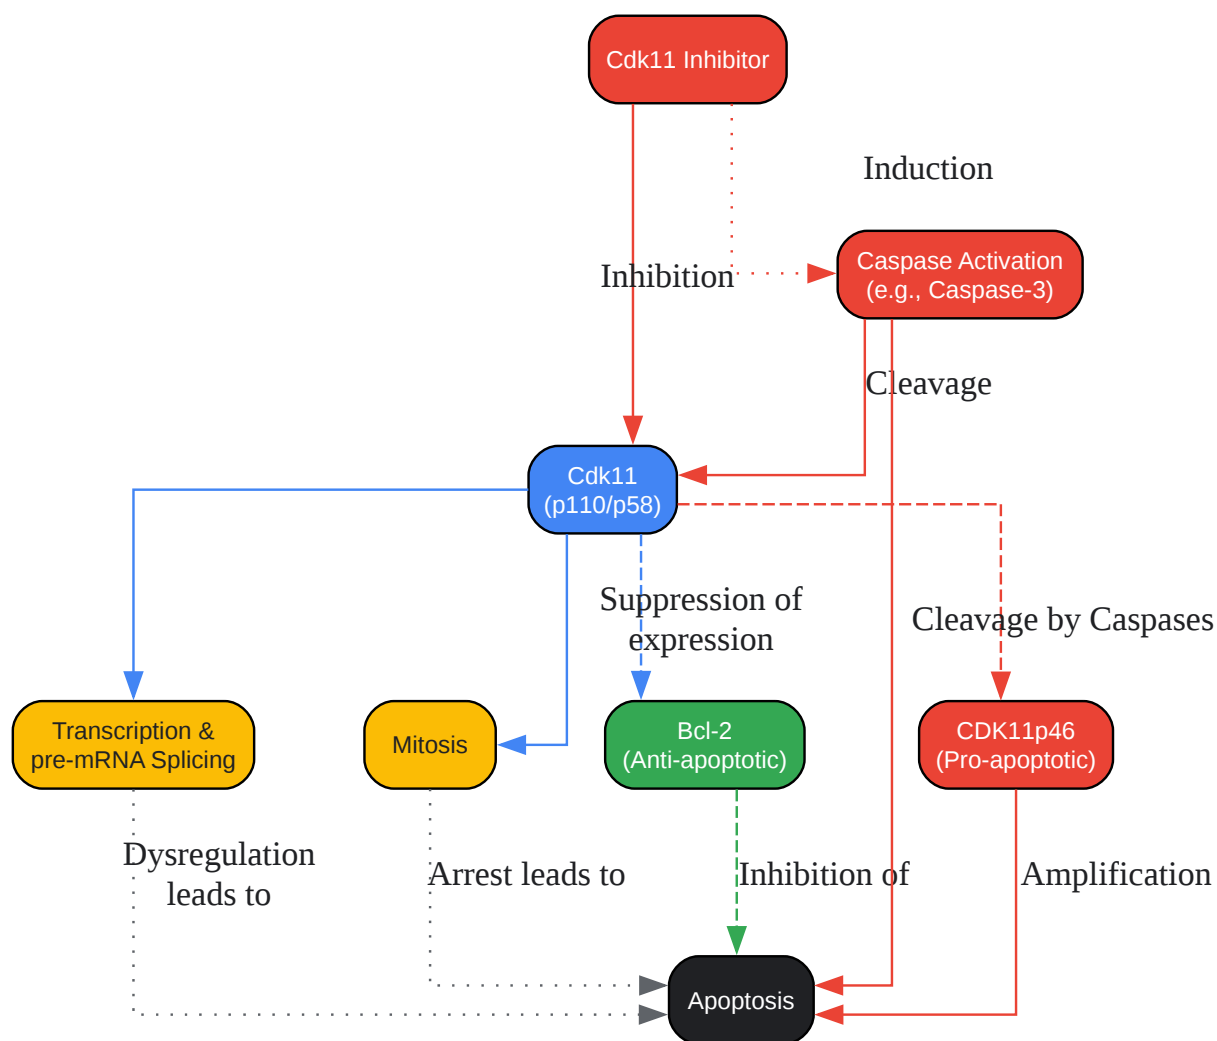 Cdk11 Inhibitor
Induction
Inhibition
Caspase Activation
(e.g., Caspase-3)
Cleavage
Cdk11
(p110/p58)
Suppression of
expression
Cleavage by Caspases
Transcription &
pre-mRNA Splicing
Mitosis
Bcl-2
(Anti-apoptotic)
CDK11p46
(Pro-apoptotic)
Dysregulation
leads to
Arrest leads to
Inhibition of
Amplification
Apoptosis